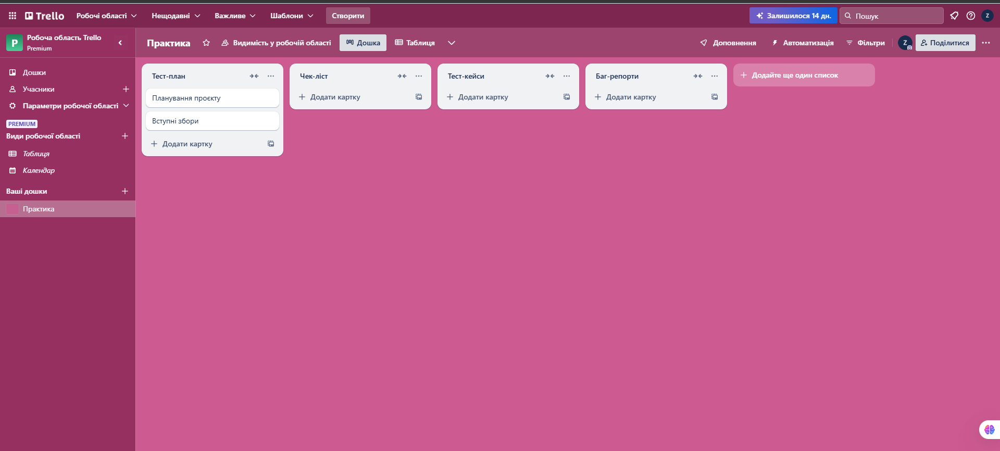 Trello Робочі області Нещодавні Важливе Шаблони Створити Залишилося 14 дн. Пошук Z
P Робоча область Trello
Premium
Практика Видимість у робочій області Дошка Таблиця Доповнення Автоматизація Фільтри Z Поділитися
Дошки
Учасники
Параметри робочої області
PREMIUM
Види робочої області
Таблиця
Календар
Ваші дошки
Практика
Тест-план
Планування проєкту
Вступні збори
Додати картку
Чек-ліст
Додати картку
Тест-кейси
Додати картку
Баг-репорти
Додати картку
Додайте ще один список